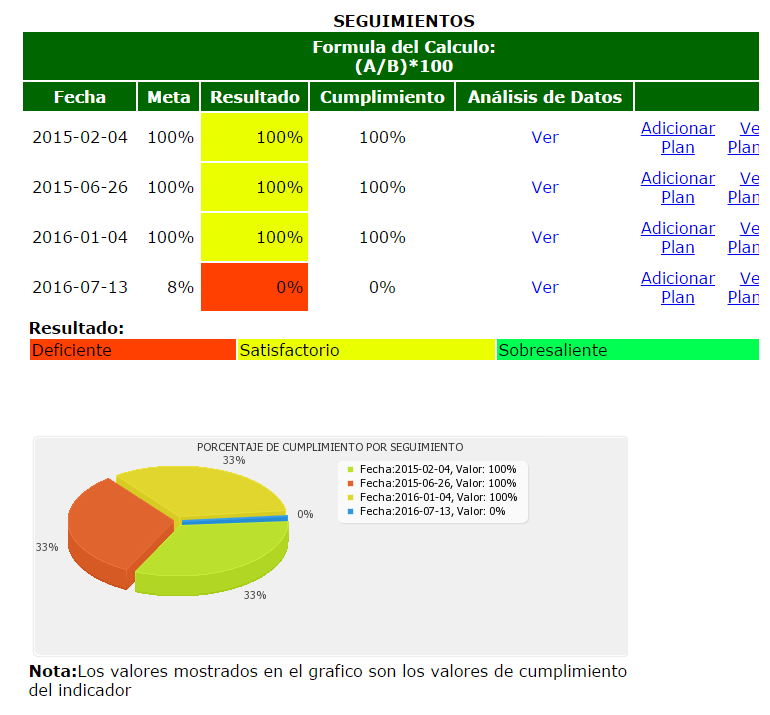 SEGUIMIENTOS
Formula del Calculo:
(A/B)*100
Fecha Meta Resultado Cumplimiento Análisis de Datos
2015-02-04 100% 100% 100% Ver Adicionar Plan Ve Plan
2015-06-26 100% 100% 100% Ver Adicionar Plan Ve Plan
2016-01-04 100% 100% 100% Ver Adicionar Plan Ve Plan
2016-07-13 8% 0% 0% Ver Adicionar Plan Ve Plan
Resultado:
Deficiente Satisfactorio Sobresaliente
PORCENTAJE DE CUMPLIMIENTO POR SEGUIMIENTO
33%
Fecha:2015-02-04, Valor: 100%
Fecha:2015-06-26, Valor: 100%
Fecha:2016-01-04, Valor: 100%
Fecha:2016-07-13, Valor: 0%
0%
33%
33%
Nota:Los valores mostrados en el grafico son los valores de cumplimiento
del indicador